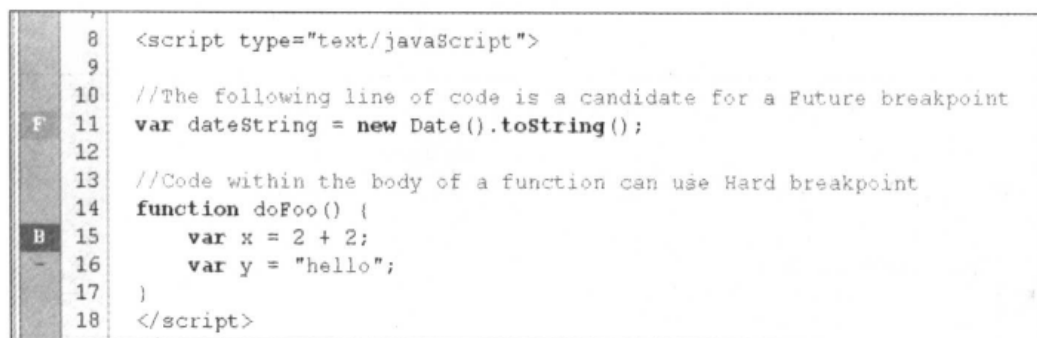 8 <script type="text/javaScript">
9
10 //The following line of code is a candidate for a Future breakpoint
F 11 var dateString = new Date().toString();
12
13 //Code within the body of a function can use Hard breakpoint
14 function doFoo() {
B 15     var x = 2 + 2;
- 16     var y = "hello";
17 }
18 </script>